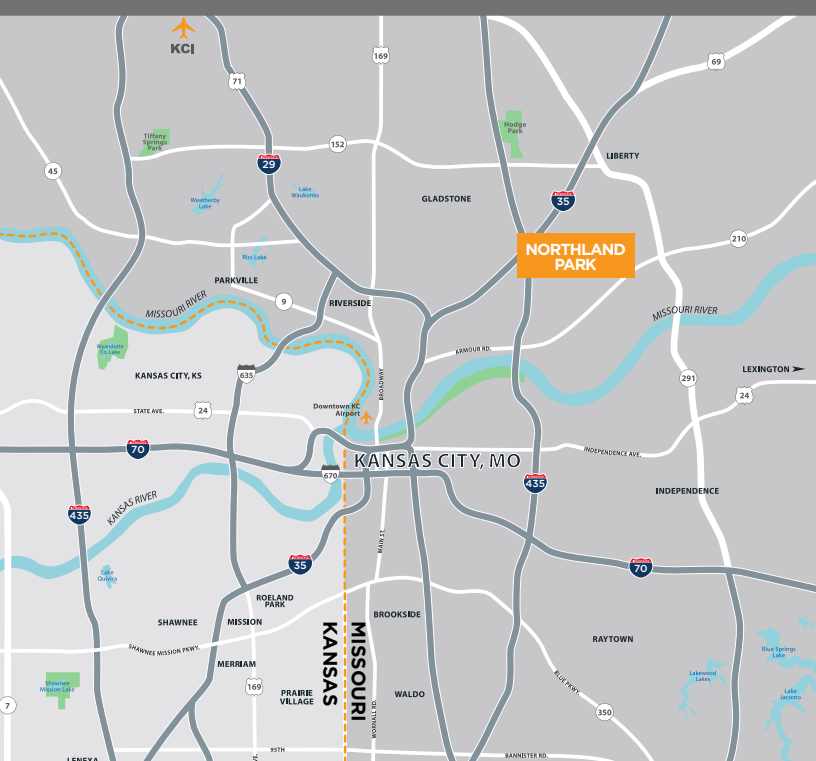 KCI
169
69
71
Tiffany
Springs
Park
Hodge
Park
152
LIBERTY
29
45
Lake
Waukomis
Weatherby
Lake
GLADSTONE
35
NORTHLAND
PARK
210
Riss Lake
PARKVILLE
MISSOURI RIVER
9
RIVERSIDE
MISSOURI RIVER
Wyandotte
Co. Lake
ARMOUR RD.
KANSAS CITY, KS
635
BROADWAY
291
LEXINGTON
24
STATE AVE.
24
Downtown KC
Airport
70
INDEPENDENCE AVE.
KANSAS CITY, MO
670
435
INDEPENDENCE
KANSAS RIVER
435
MAIN ST.
35
70
Lake
Quivira
ROELAND
PARK
SHAWNEE
MISSION
BROOKSIDE
KANSAS
MISSOURI
RAYTOWN
SHAWNEE MISSION PKWY.
Blue Springs
Lake
MERRIAM
Shawnee
Mission Lake
169
PRAIRIE
VILLAGE
WALDO
BLUE PKWY.
Lakewood
Lakes
Lake
Jacomo
7
WORNALL RD.
350
95TH
BANNISTER RD.
LENEXA
VE.